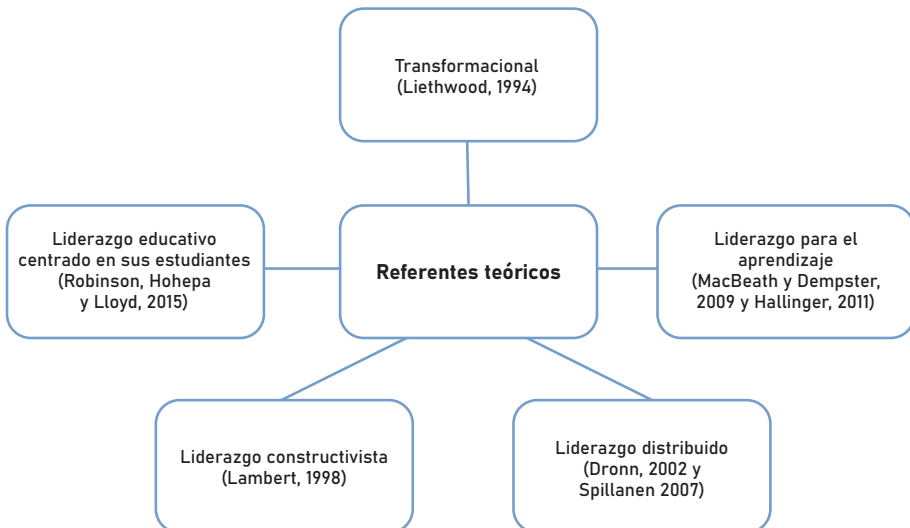 Transformacional
(Liethwood, 1994)
Liderazgo educativo
centrado en sus estudiantes
(Robinson, Hohepa
y Lloyd, 2015)
Referentes teóricos
Liderazgo para el
aprendizaje
(MacBeath y Dempster,
2009 y Hallinger, 2011)
Liderazgo constructivista
(Lambert, 1998)
Liderazgo distribuido
(Dronn, 2002 y
Spillanen 2007)